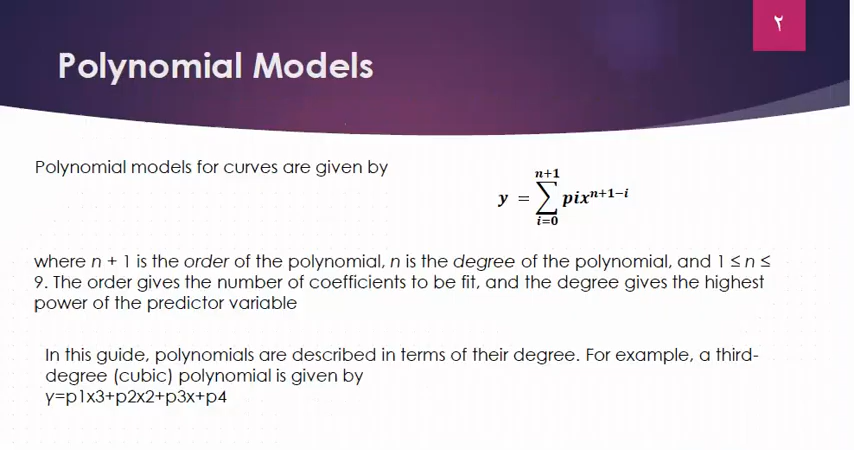 ٢
Polynomial Models
Polynomial models for curves are given by
y = ∑_{i=0}^{n+1} pix^{n+1−i}
where n + 1 is the order of the polynomial, n is the degree of the polynomial, and 1 ≤ n ≤
9. The order gives the number of coefficients to be fit, and the degree gives the highest
power of the predictor variable
In this guide, polynomials are described in terms of their degree. For example, a third-
degree (cubic) polynomial is given by
y=p1x3+p2x2+p3x+p4